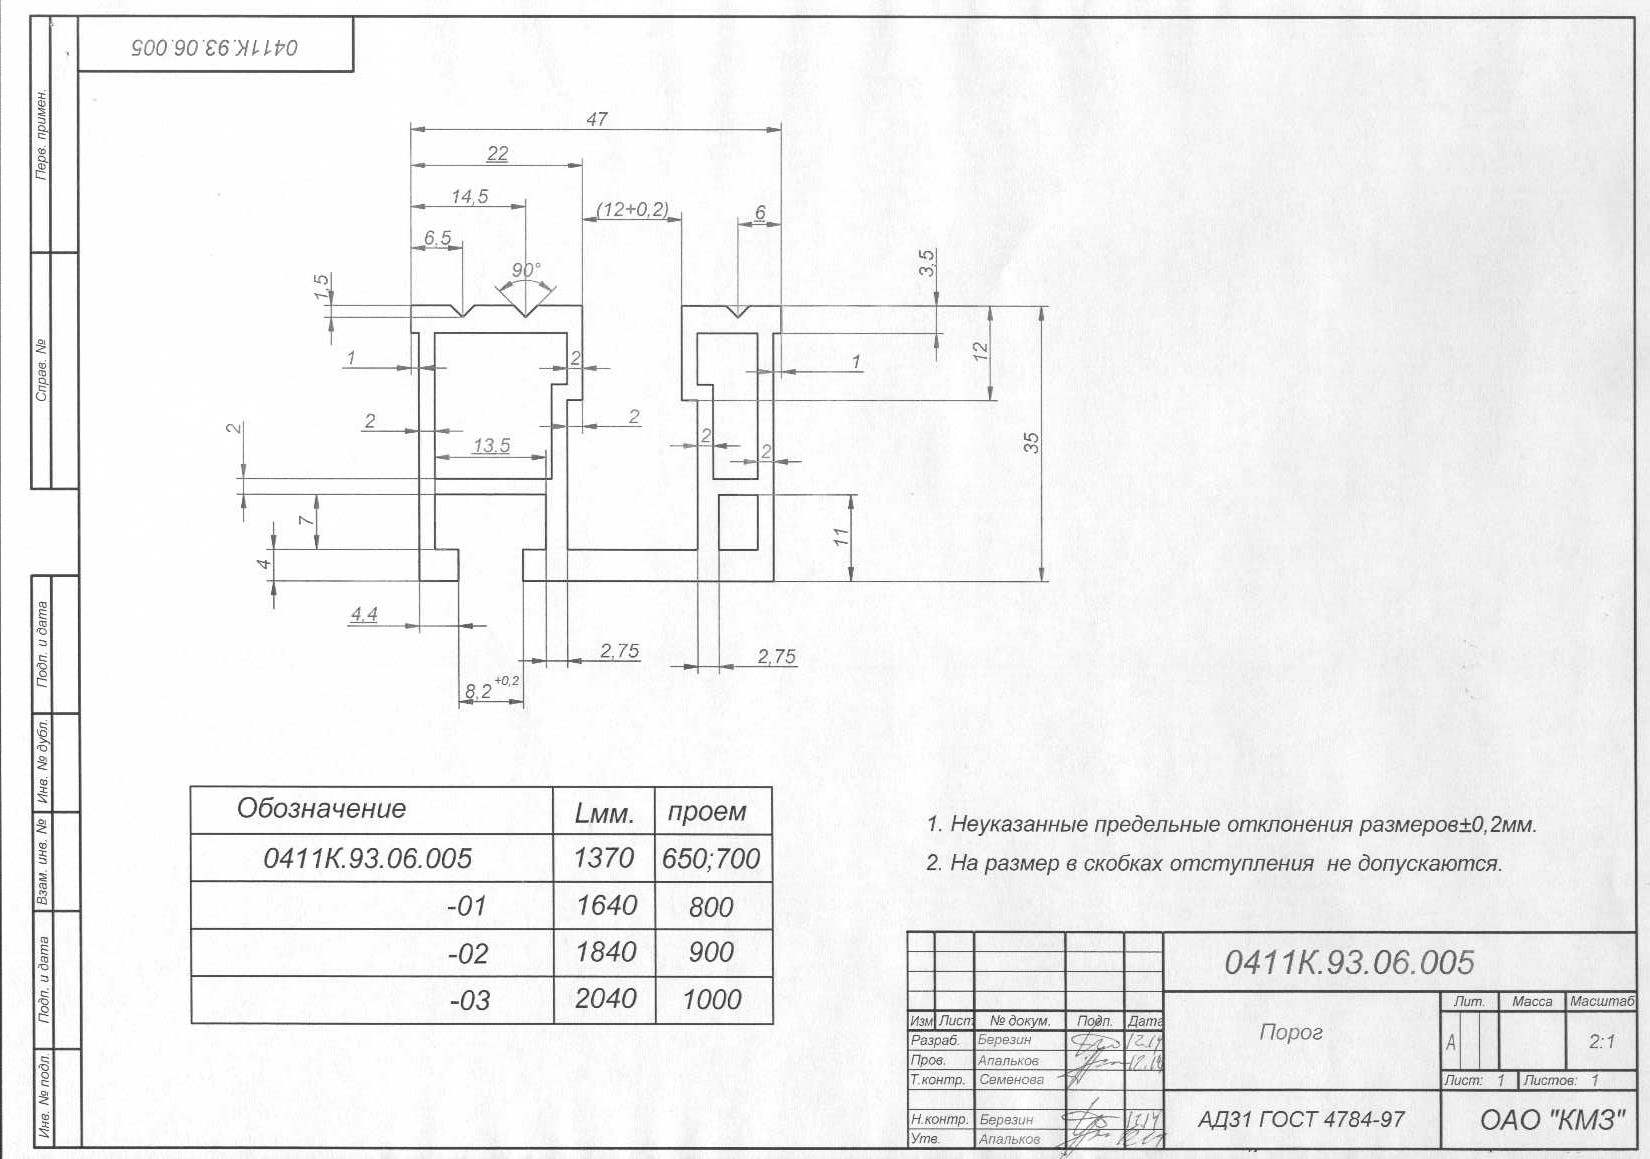 0411К.93.06.005
Перв. примен.
Справ. №
Подп. и дата
Инв. № дубл.
Взам. инв. №
Подп. и дата
Инв. № подл.
47
22
14,5
(12+0,2)
6
6,5
90°
1,5
3,5
1
2
1
12
2
2
2
2
13,5
2
35
7
11
4
4,4
2,75
2,75
8,2 +0,2
Обозначение Lмм. проем
0411К.93.06.005 1370 650;700
-01 1640 800
-02 1840 900
-03 2040 1000
1. Неуказанные предельные отклонения размеров±0,2мм.
2. На размер в скобках отступления не допускаются.
0411К.93.06.005
Изм Лист № докум. Подп. Дата
Разраб. Березин
Пров. Апальков 12.14
Т.контр. Семенова
Н.контр. Березин
Утв. Апальков
Порог
Лит. Масса Масштаб
А 2:1
Лист: 1 Листов: 1
АД31 ГОСТ 4784-97
ОАО "КМЗ"